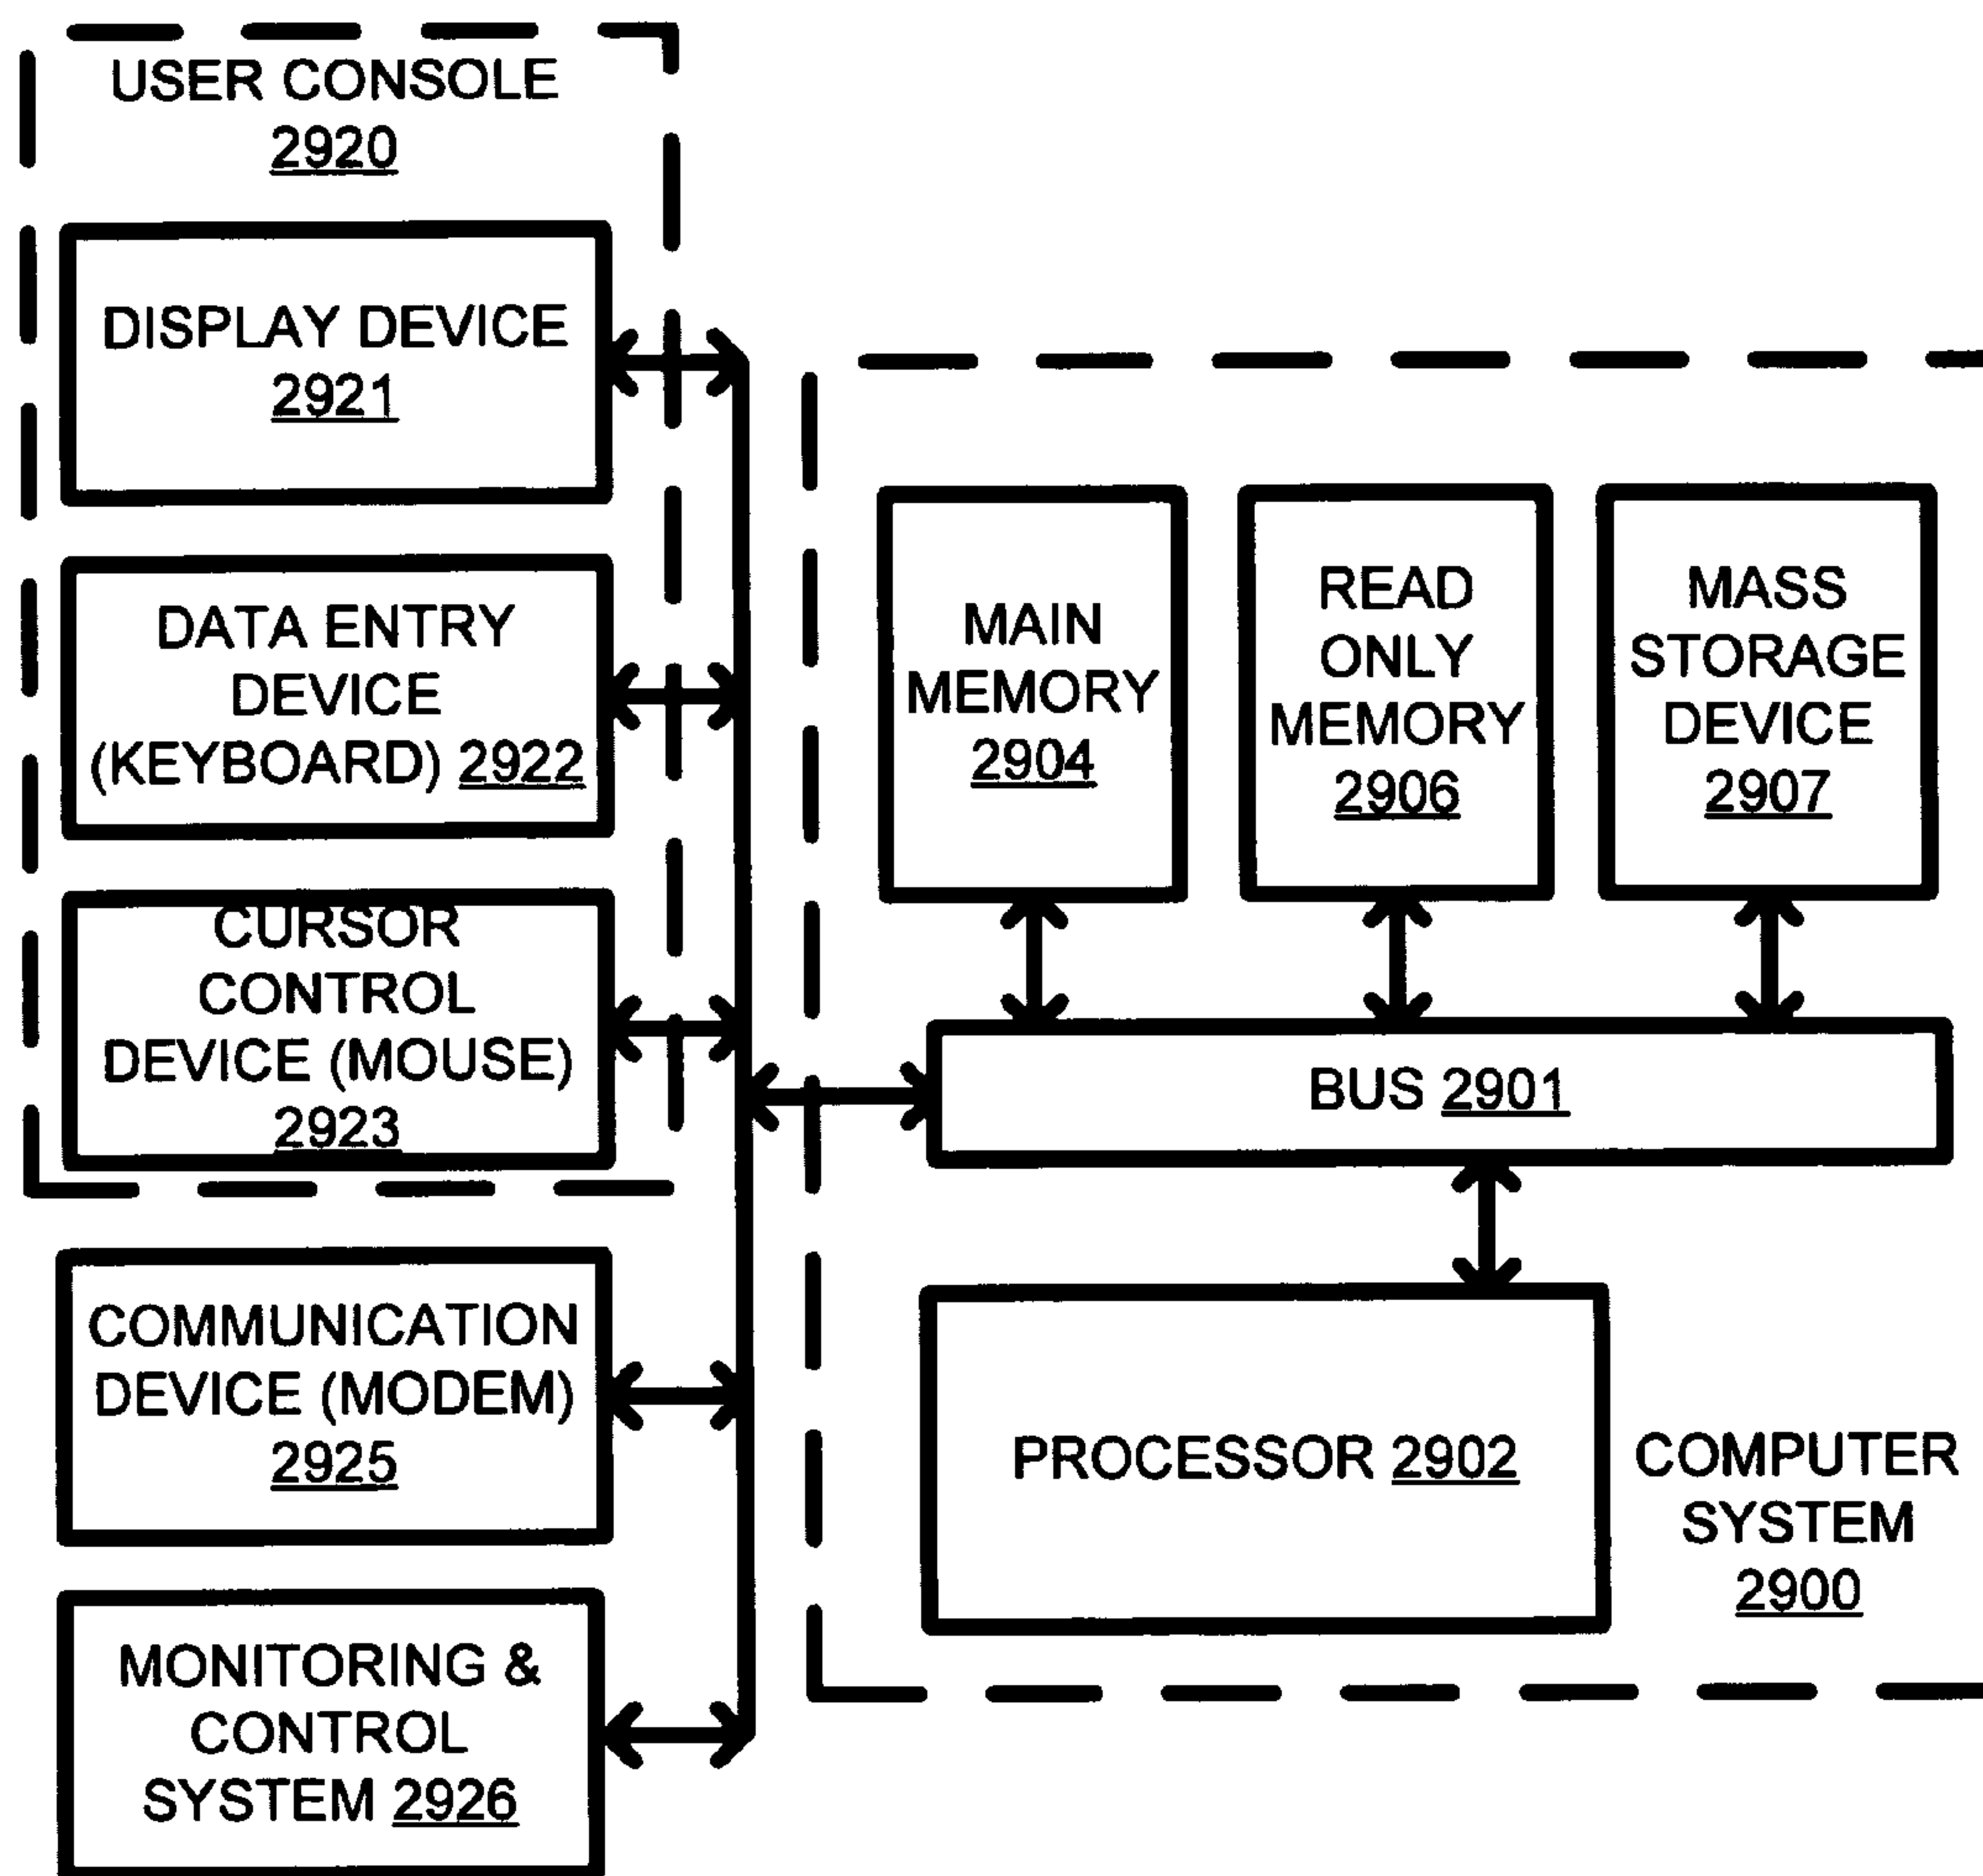 USER CONSOLE
2920
DISPLAY DEVICE
2921
DATA ENTRY
DEVICE
(KEYBOARD) 2922
CURSOR
CONTROL
DEVICE (MOUSE)
2923
COMMUNICATION
DEVICE (MODEM)
2925
MONITORING &
CONTROL
SYSTEM 2926
MAIN
MEMORY
2904
READ
ONLY
MEMORY
2906
MASS
STORAGE
DEVICE
2907
BUS 2901
PROCESSOR 2902
COMPUTER
SYSTEM
2900